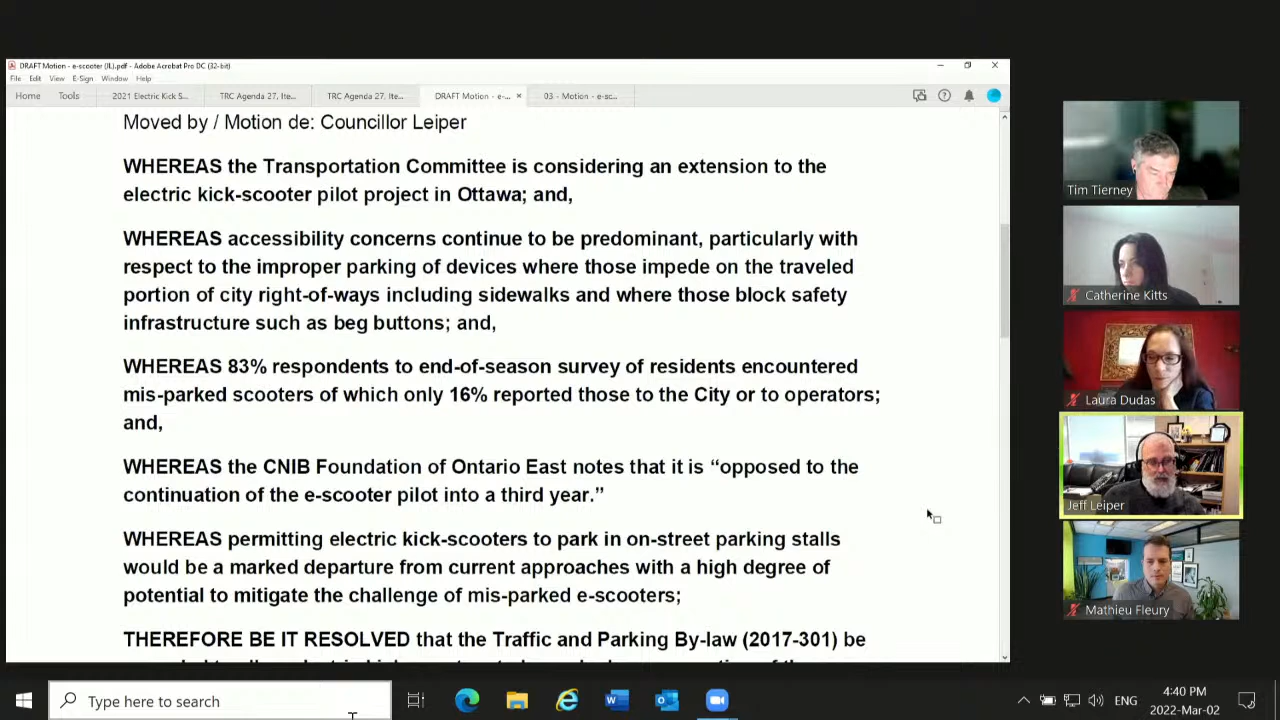 DRAFT Motion - e-scooter (IL).pdf - Adobe Acrobat Pro DC (32-bit)
File Edit View E-Sign Window Help
Home Tools 2021 Electric Kick S... TRC Agenda 27, Ite... TRC Agenda 27, Ite... DRAFT Motion - e-... × 03 - Motion - e-sc...
Moved by / Motion de: Councillor Leiper
WHEREAS the Transportation Committee is considering an extension to the
electric kick-scooter pilot project in Ottawa; and,
WHEREAS accessibility concerns continue to be predominant, particularly with
respect to the improper parking of devices where those impede on the traveled
portion of city right-of-ways including sidewalks and where those block safety
infrastructure such as beg buttons; and,
WHEREAS 83% respondents to end-of-season survey of residents encountered
mis-parked scooters of which only 16% reported those to the City or to operators;
and,
WHEREAS the CNIB Foundation of Ontario East notes that it is “opposed to the
continuation of the e-scooter pilot into a third year.”
WHEREAS permitting electric kick-scooters to park in on-street parking stalls
would be a marked departure from current approaches with a high degree of
potential to mitigate the challenge of mis-parked e-scooters;
THEREFORE BE IT RESOLVED that the Traffic and Parking By-law (2017-301) be
Tim Tierney
Catherine Kitts
Laura Dudas
Jeff Leiper
Mathieu Fleury
Type here to search
ENG
4:40 PM
2022-Mar-02